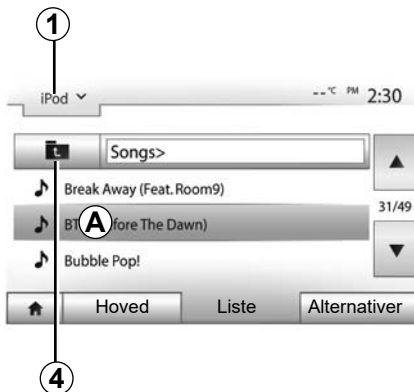 1
iPod
--°C PM 2:30
Songs>
Break Away (Feat. Room9)
31/49
BT A fore The Dawn)
Bubble Pop!
Hoved Liste Alternativer
4